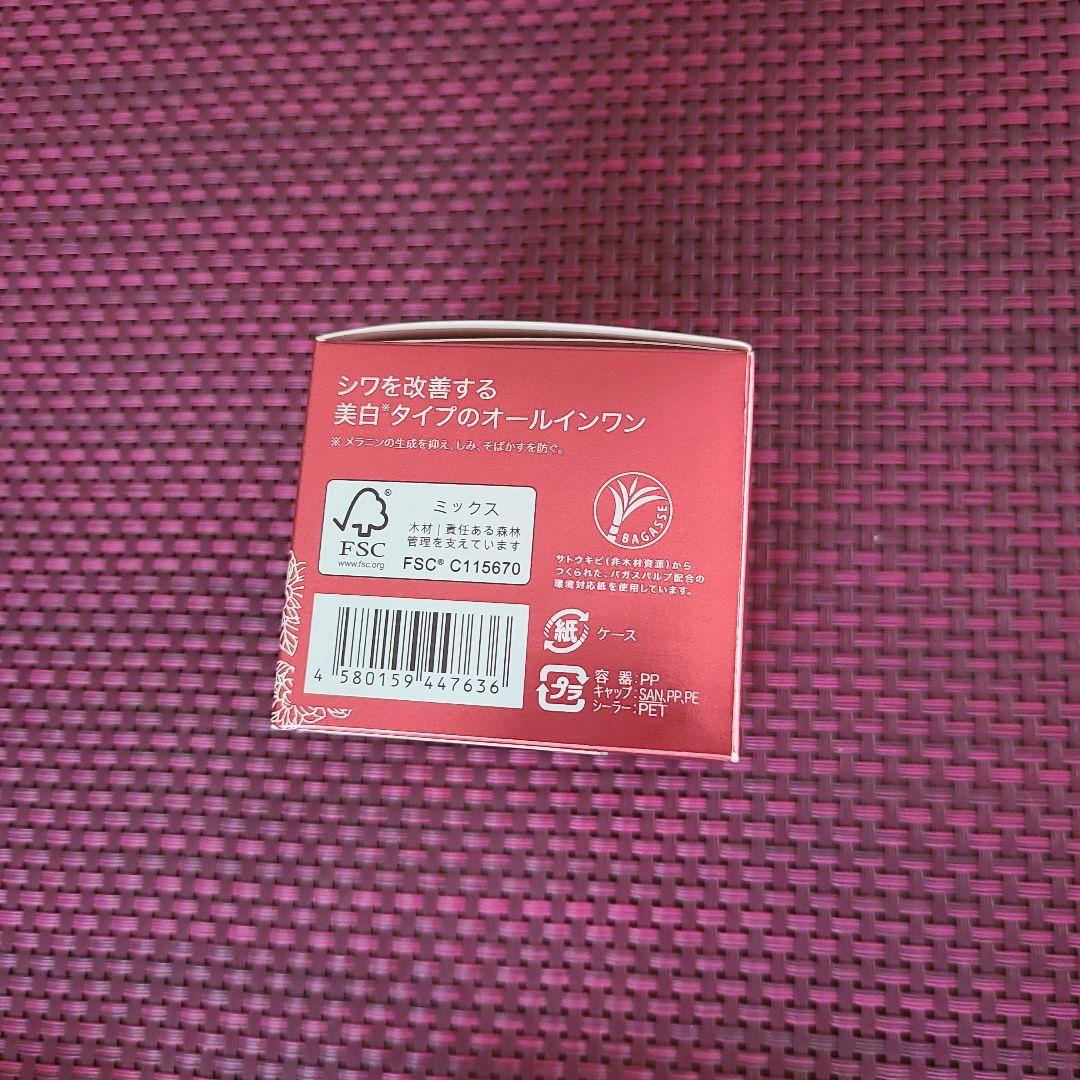 シワを改善する
美白※タイプのオールインワン
※ メラニンの生成を抑え、しみ、そばかすを防ぐ。
FSC®
www.fsc.org
ミックス
木材 | 責任ある森林
管理を支えています
FSC® C115670
BAGASSE
サトウキビ(非木材資源)から
つくられた、バガスパルプ配合の
環境対応紙を使用しています。
4 580159 447636
紙 ケース
プラ 容 器:PP
キャップ:SAN,PP,PE
シーラー:PET